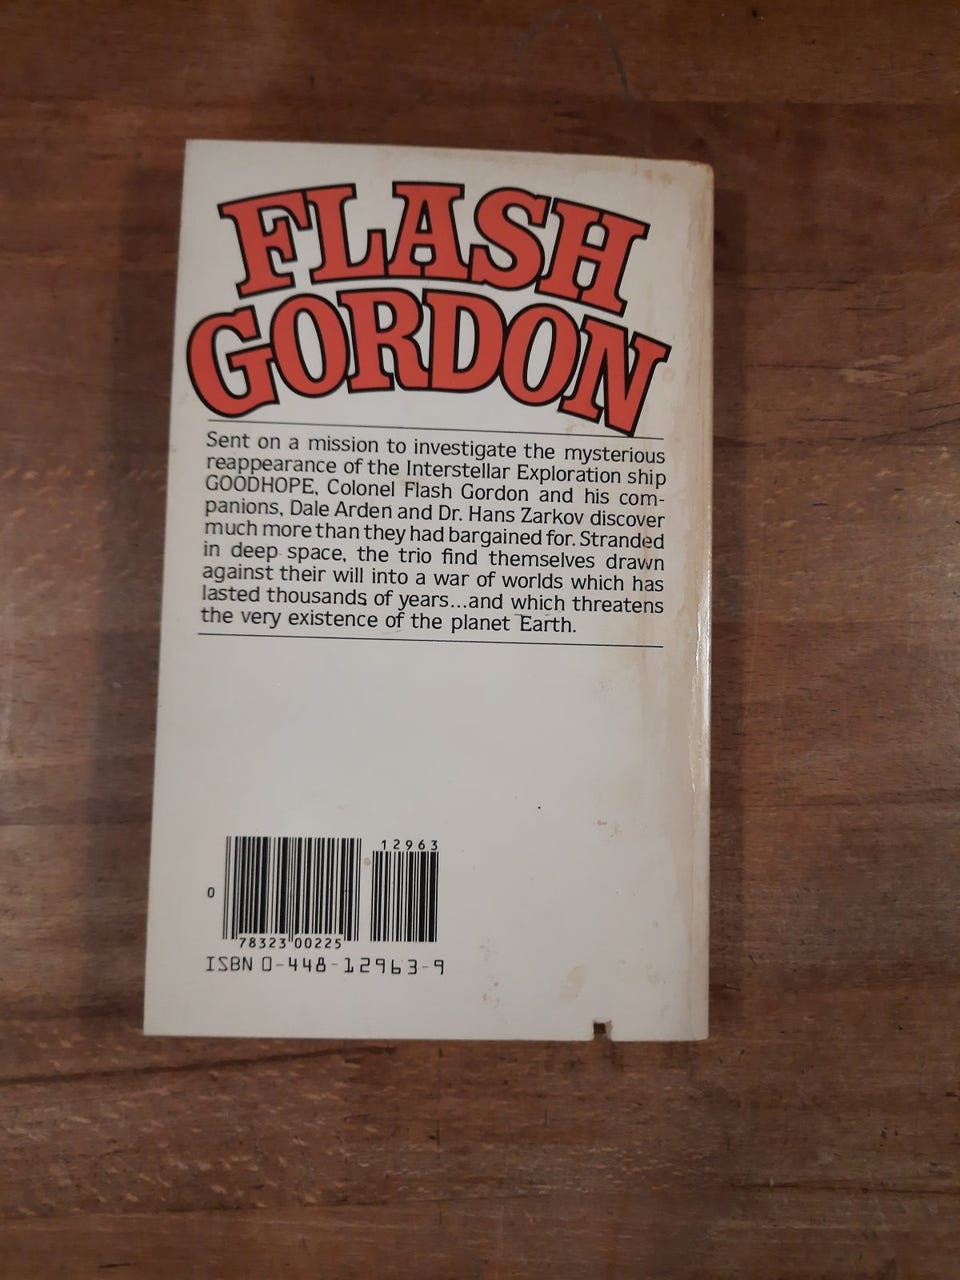 FLASH
GORDON
Sent on a mission to investigate the mysterious
reappearance of the Interstellar Exploration ship
GOODHOPE, Colonel Flash Gordon and his com-
panions, Dale Arden and Dr. Hans Zarkov discover
much more than they had bargained for. Stranded
in deep space, the trio find themselves drawn
against their will into a war of worlds which has
lasted thousands of years...and which threatens
the very existence of the planet Earth.
12963
0
78323 00225
ISBN 0-448-12963-9